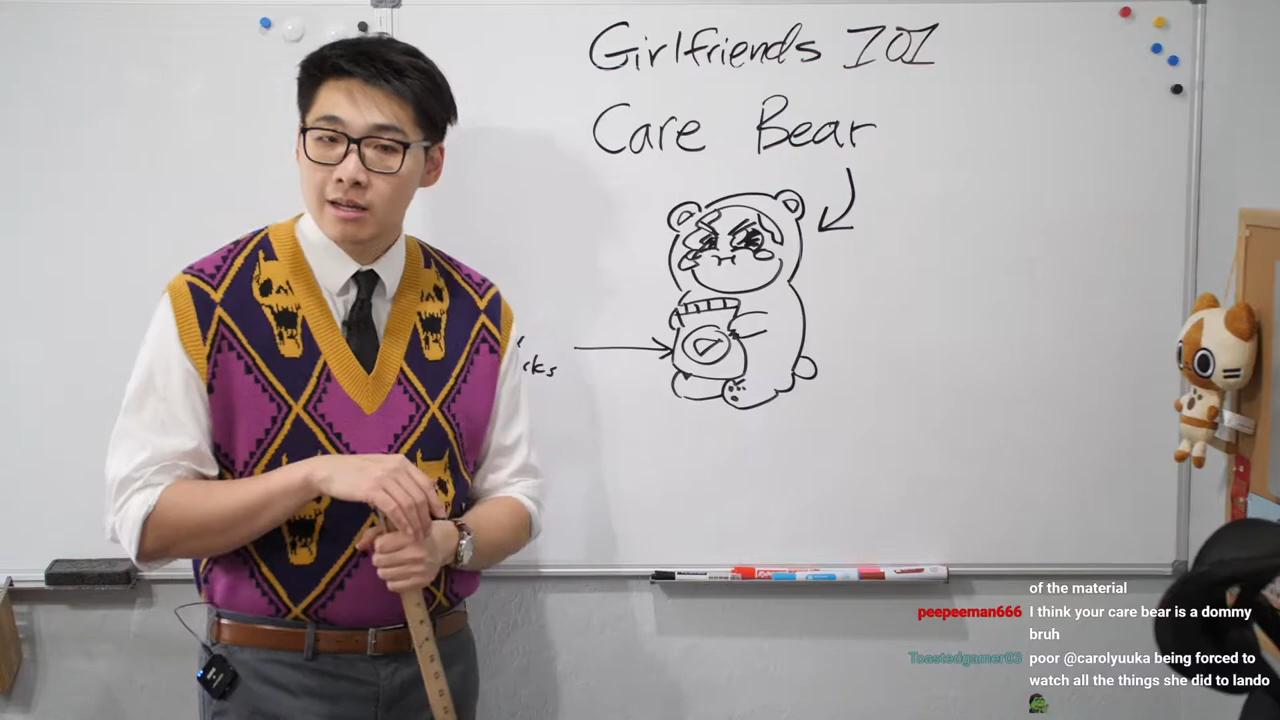 Girlfriends 101
Care Bear
of the material
peepeeman666 I think your care bear is a dommy
bruh
Toastedgamer03 poor @carolyuuka being forced to
watch all the things she did to lando